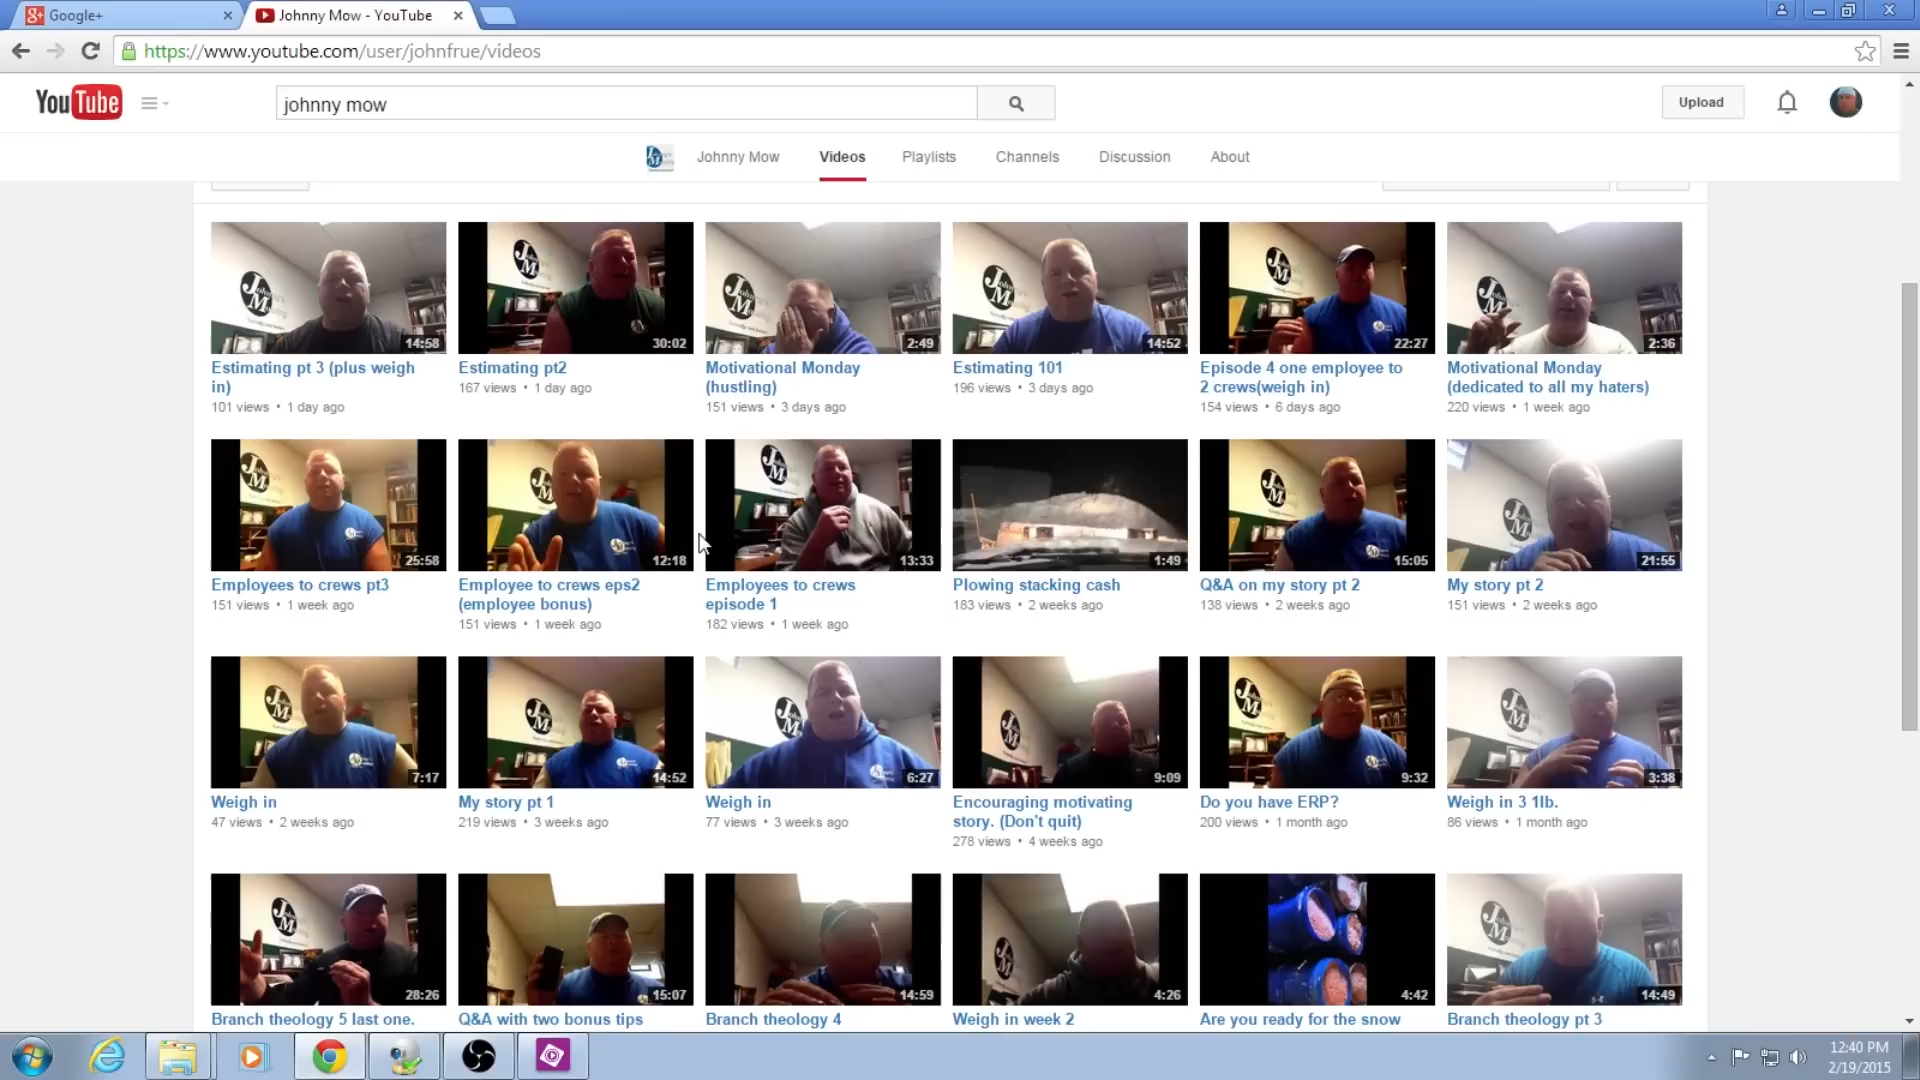 Google+
Johnny Mow - YouTube
https://www.youtube.com/user/johnfrue/videos
YouTube
johnny mow
Upload
Johnny Mow
Videos
Playlists
Channels
Discussion
About
14:58
30:02
2:49
14:52
22:27
2:36
Estimating pt 3 (plus weigh
in)
101 views • 1 day ago
Estimating pt2
167 views • 1 day ago
Motivational Monday
(hustling)
151 views • 3 days ago
Estimating 101
196 views • 3 days ago
Episode 4 one employee to
2 crews(weigh in)
154 views • 6 days ago
Motivational Monday
(dedicated to all my haters)
220 views • 1 week ago
25:58
12:18
13:33
1:49
15:05
21:55
Employees to crews pt3
151 views • 1 week ago
Employee to crews eps2
(employee bonus)
151 views • 1 week ago
Employees to crews
episode 1
182 views • 1 week ago
Plowing stacking cash
183 views • 2 weeks ago
Q&A on my story pt 2
138 views • 2 weeks ago
My story pt 2
151 views • 2 weeks ago
7:17
14:52
6:27
9:09
9:32
3:38
Weigh in
47 views • 2 weeks ago
My story pt 1
219 views • 3 weeks ago
Weigh in
77 views • 3 weeks ago
Encouraging motivating
story. (Don't quit)
278 views • 4 weeks ago
Do you have ERP?
200 views • 1 month ago
Weigh in 3 1lb.
86 views • 1 month ago
28:26
15:07
14:59
4:26
4:42
14:49
Branch theology 5 last one.
Q&A with two bonus tips
Branch theology 4
Weigh in week 2
Are you ready for the snow
Branch theology pt 3
12:40 PM
2/19/2015